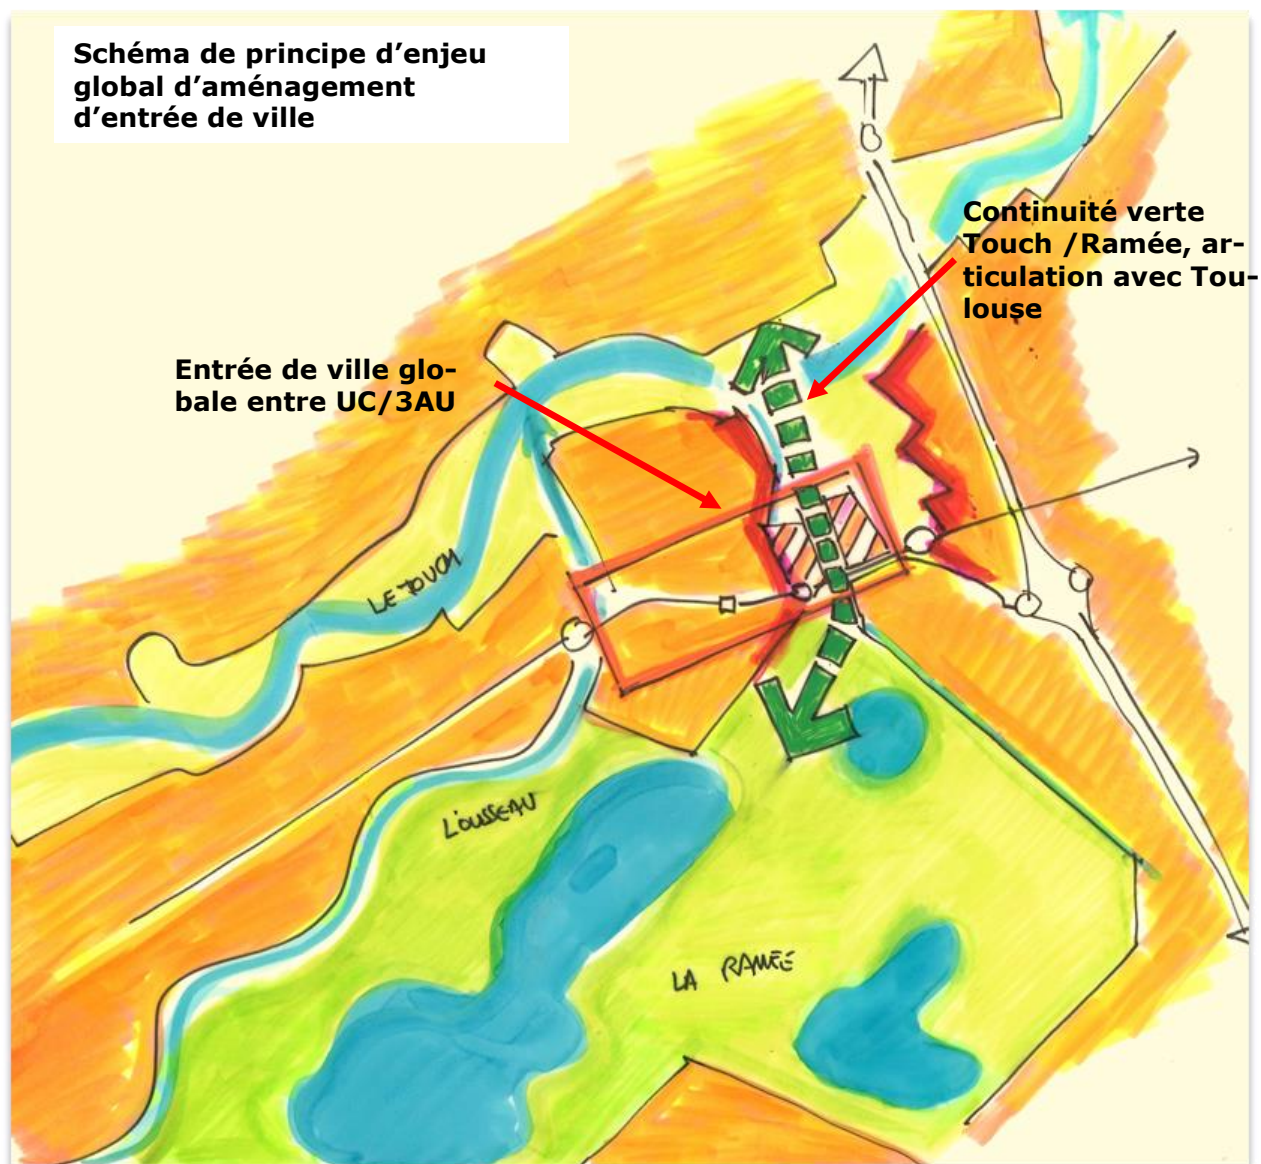 Schéma de principe d’enjeu
global d’aménagement
d’entrée de ville
Continuité verte
Touch /Ramée, ar-
ticulation avec Tou-
louse
Entrée de ville glo-
bale entre UC/3AU
LE TOUCH
L'OUSSEAU
LA RAMÉE